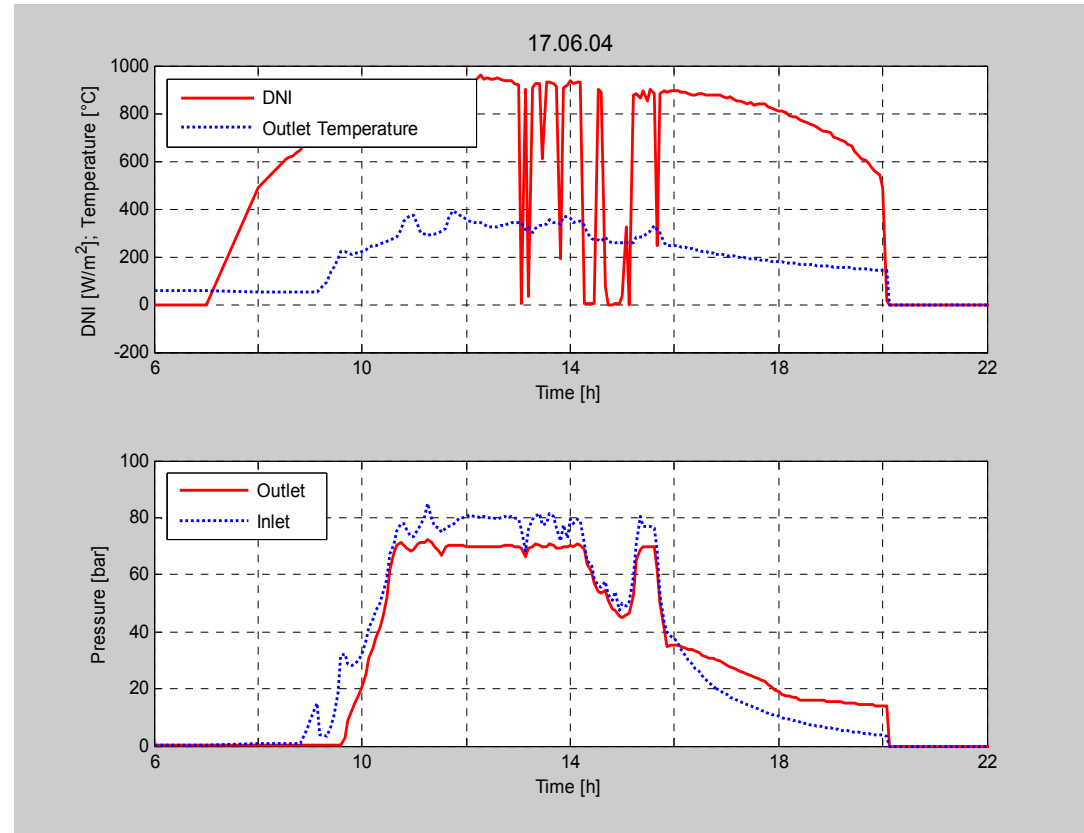 17.06.04
DNI [W/m²]; Temperature [°C]
1000
800
600
400
200
0
-200
DNI
Outlet Temperature
6 10 14 18 22
Time [h]
Pressure [bar]
100
80
60
40
20
0
Outlet
Inlet
6 10 14 18 22
Time [h]